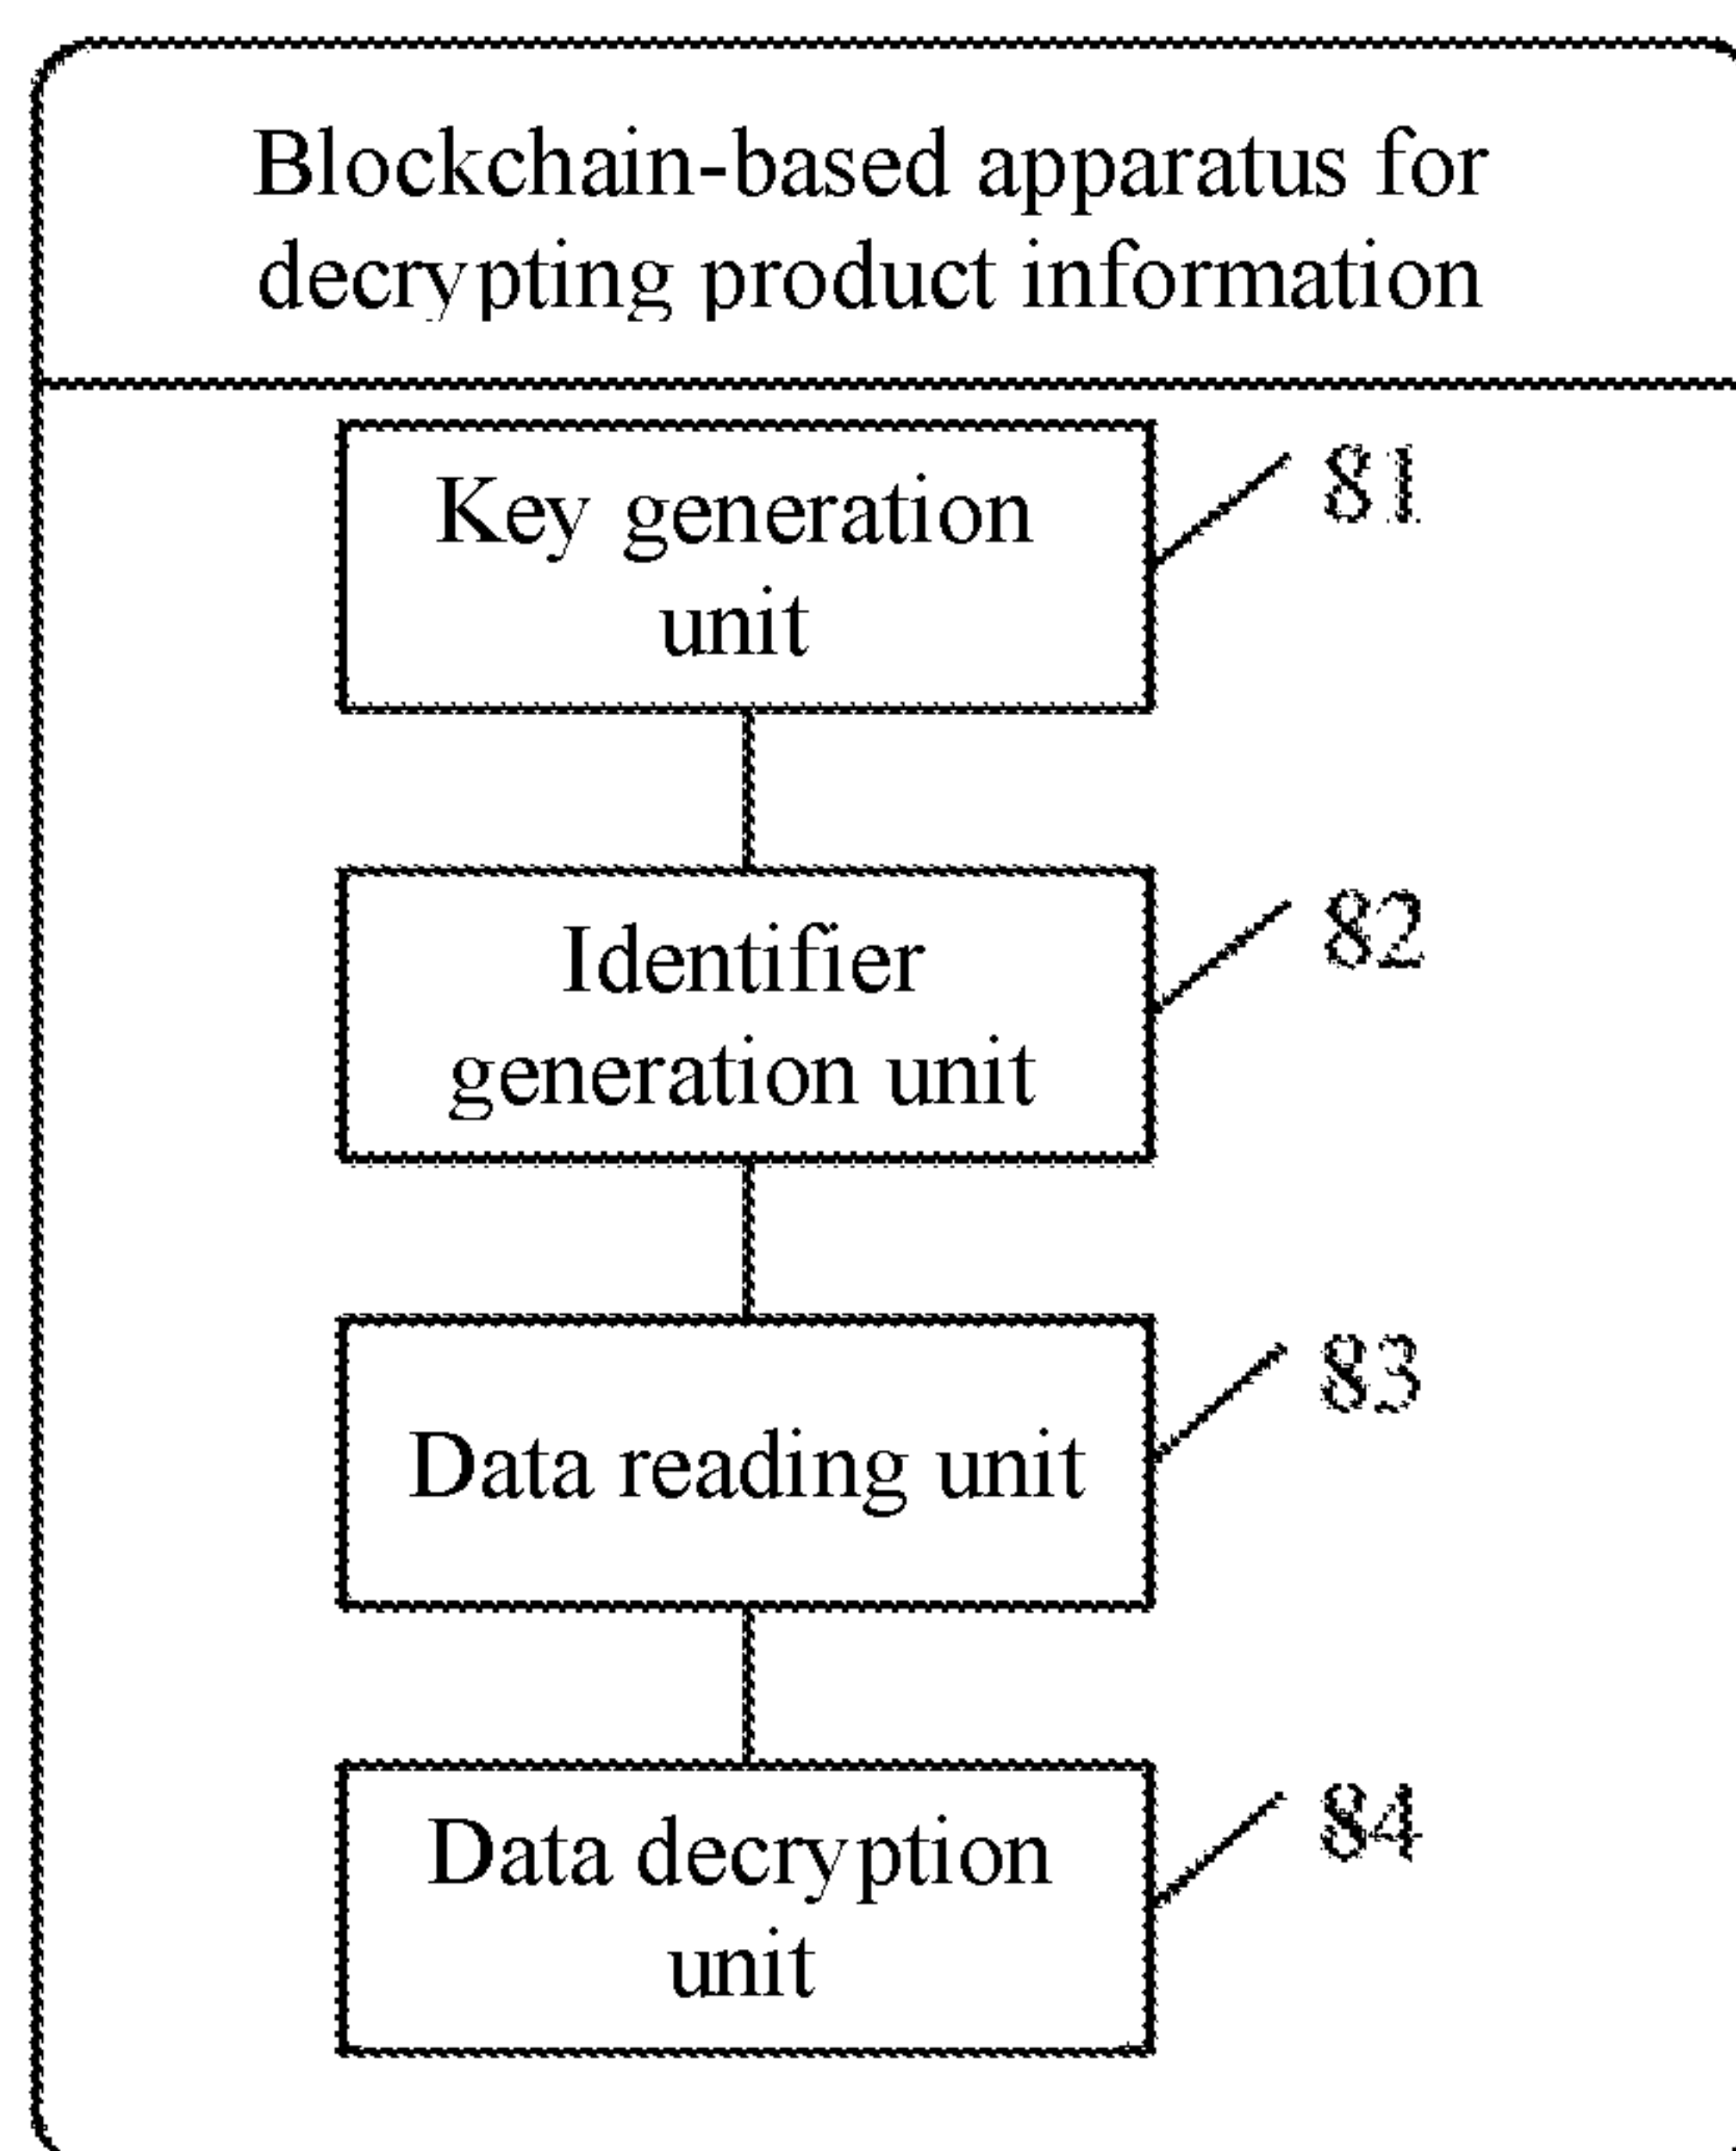 Blockchain-based apparatus for
decrypting product information
Key generation
unit
81
Identifier
generation unit
82
Data reading unit
83
Data decryption
unit
84